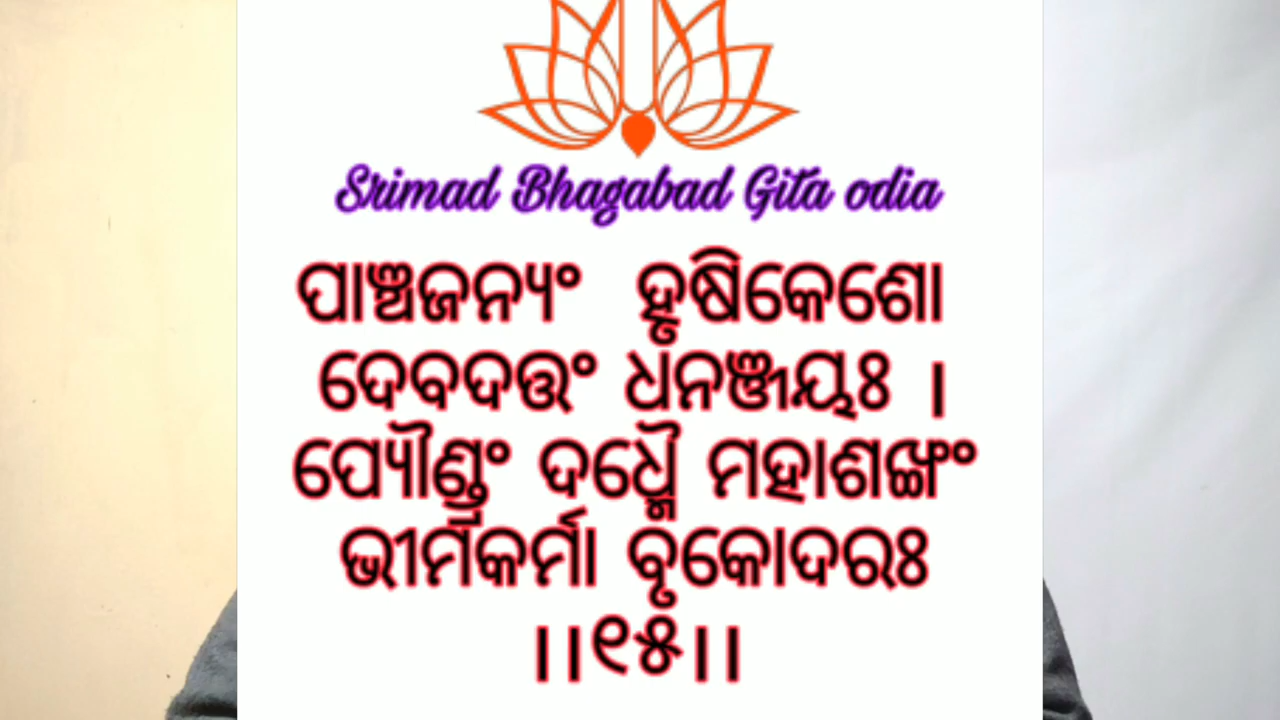 Srimad Bhagabad Gita odia
ପାଞ୍ଚଜନ୍ୟଂ ହୃଷିକେଶୋ
ଦେବଦତ୍ତଂ ଧନଞ୍ଜୟଃ |
ପ୍ୟୌଣ୍ଡ୍ରଂ ଦଧ୍ମୈ ମହାଶଙ୍ଖଂ
ଭୀମକର୍ମା ବୃକୋଦରଃ
||୧୫||